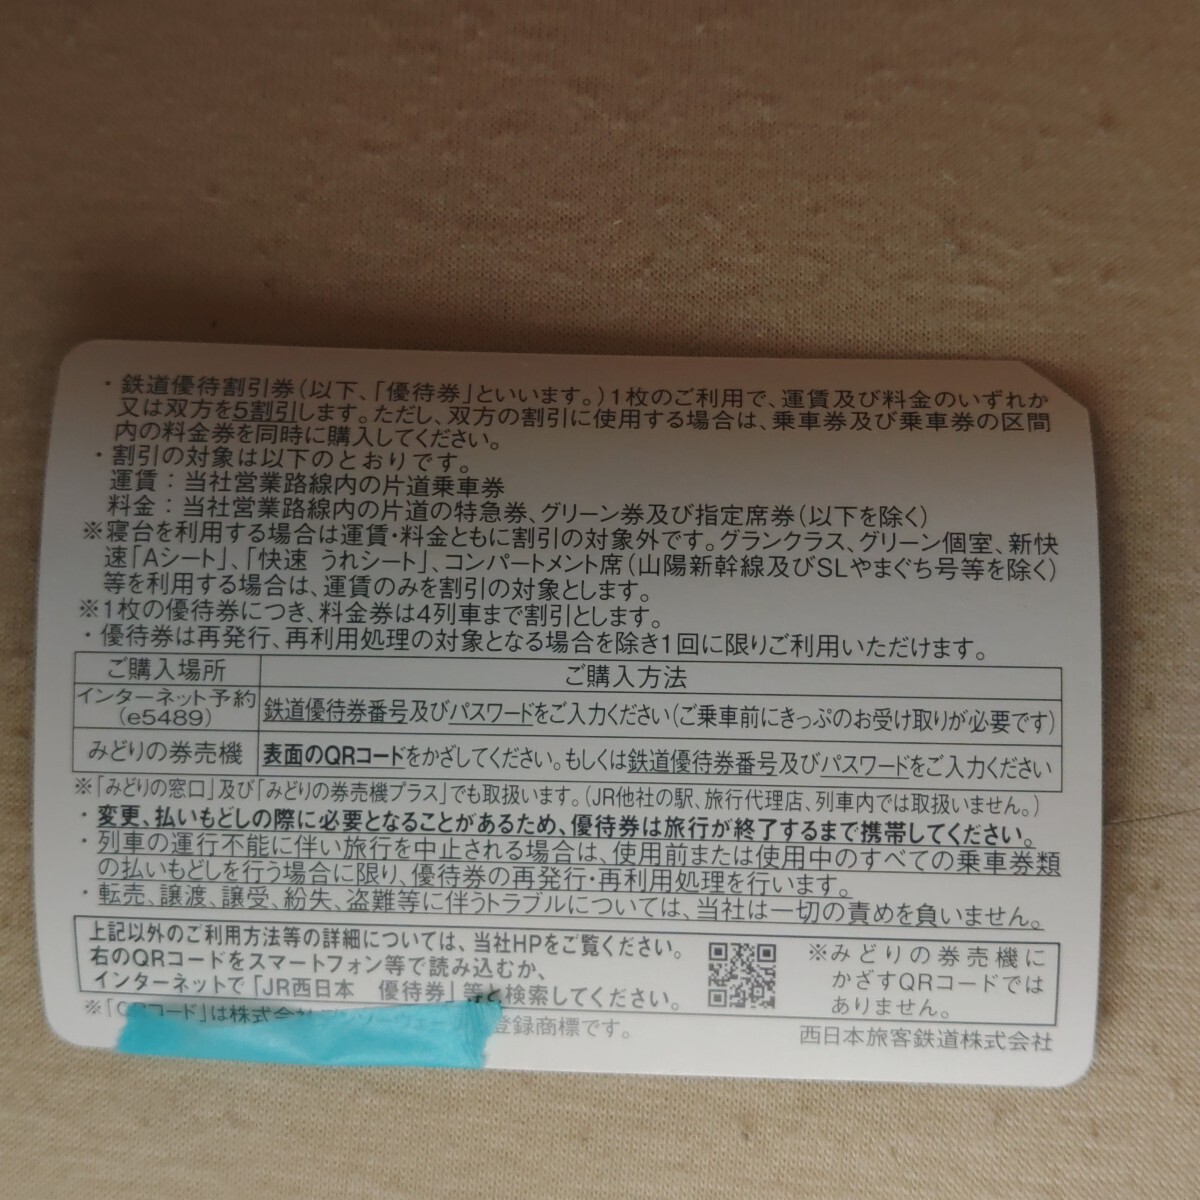 ・鉄道優待割引券(以下、「優待券」といいます。)1枚のご利用で、運賃及び料金のいずれか
又は双方を5割引します。ただし、双方の割引に使用する場合は、乗車券及び乗車券の区間
内の料金券を同時に購入してください。
・割引の対象は以下のとおりです。
運賃：当社営業路線内の片道乗車券
料金：当社営業路線内の片道の特急券、グリーン券及び指定席券(以下を除く)
※寝台を利用する場合は運賃・料金ともに割引の対象外です。グランクラス、グリーン個室、新快
速「Aシート」、「快速 うれシート」、コンパートメント席(山陽新幹線及びSLやまぐち号等を除く)
等を利用する場合は、運賃のみを割引の対象とします。
※1枚の優待券につき、料金券は4列車まで割引とします。
・優待券は再発行、再利用処理の対象となる場合を除き1回に限りご利用いただけます。
ご購入場所 ご購入方法
インターネット予約
(e5489) 鉄道優待券番号及びパスワードをご入力ください(ご乗車前にきっぷのお受け取りが必要です)
みどりの券売機 表面のQRコードをかざしてください。もしくは鉄道優待券番号及びパスワードをご入力ください
※「みどりの窓口」及び「みどりの券売機プラス」でも取扱います。(JR他社の駅、旅行代理店、列車内では取扱いません。)
・変更、払いもどしの際に必要となることがあるため、優待券は旅行が終了するまで携帯してください。
・列車の運行不能に伴い旅行を中止される場合は、使用前または使用中のすべての乗車券類
の払いもどしを行う場合に限り、優待券の再発行・再利用処理を行います。
・転売、譲渡、譲受、紛失、盗難等に伴うトラブルについては、当社は一切の責めを負いません。
上記以外のご利用方法等の詳細については、当社HPをご覧ください。
右のQRコードをスマートフォン等で読み込むか、
インターネットで「JR西日本 優待券」等と検索してください。
※みどりの券売機に
かざすQRコードでは
ありません。
※「QRコード」は株式会 登録商標です。
西日本旅客鉄道株式会社